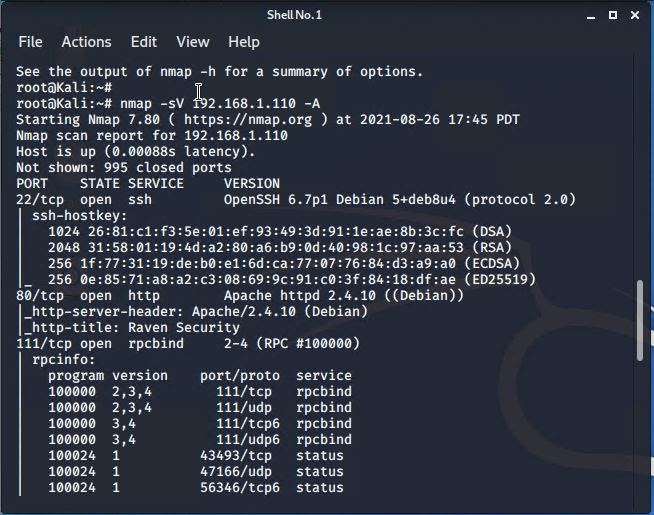 Shell No. 1
File Actions Edit View Help
See the output of nmap -h for a summary of options.
root@Kali:~#
root@Kali:~# nmap -sV 192.168.1.110 -A
Starting Nmap 7.80 ( https://nmap.org ) at 2021-08-26 17:45 PDT
Nmap scan report for 192.168.1.110
Host is up (0.00088s latency).
Not shown: 995 closed ports
PORT STATE SERVICE VERSION
22/tcp open ssh OpenSSH 6.7p1 Debian 5+deb8u4 (protocol 2.0)
| ssh-hostkey:
| 1024 26:81:c1:f3:5e:01:ef:93:49:3d:91:1e:ae:8b:3c:fc (DSA)
| 2048 31:58:01:19:4d:a2:80:a6:b9:0d:40:98:1c:97:aa:53 (RSA)
| 256 1f:77:31:19:de:b0:e1:6d:ca:77:07:76:84:d3:a9:a0 (ECDSA)
|_ 256 0e:85:71:a8:a2:c3:08:69:9c:91:c0:3f:84:18:df:ae (ED25519)
80/tcp open http Apache httpd 2.4.10 ((Debian))
|_http-server-header: Apache/2.4.10 (Debian)
|_http-title: Raven Security
111/tcp open rpcbind 2-4 (RPC #100000)
| rpcinfo:
| program version port/proto service
| 100000 2,3,4 111/tcp rpcbind
| 100000 2,3,4 111/udp rpcbind
| 100000 3,4 111/tcp6 rpcbind
| 100000 3,4 111/udp6 rpcbind
| 100024 1 43493/tcp status
| 100024 1 47166/udp status
| 100024 1 56346/tcp6 status